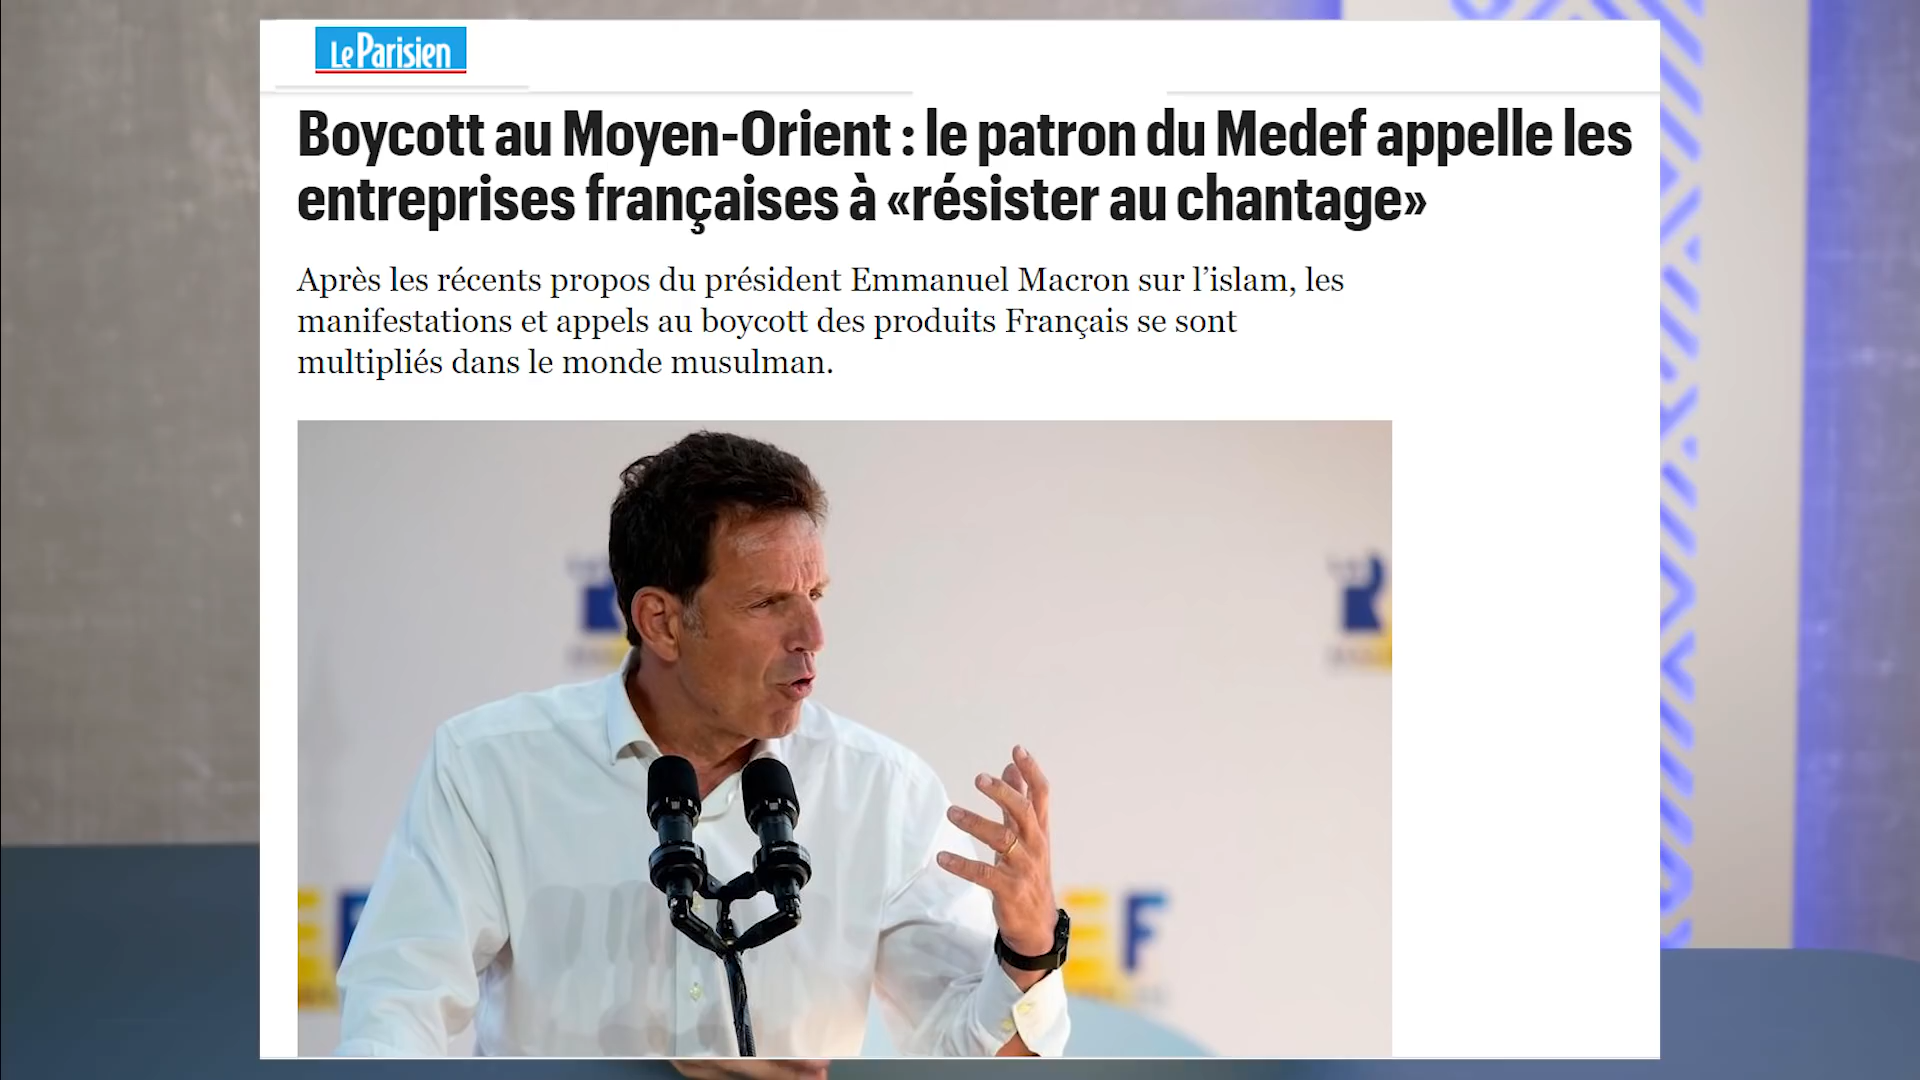 Le Parisien
Boycott au Moyen-Orient : le patron du Medef appelle les
entreprises françaises à «résister au chantage»
Après les récents propos du président Emmanuel Macron sur l’islam, les
manifestations et appels au boycott des produits Français se sont
multipliés dans le monde musulman.
EF
EF